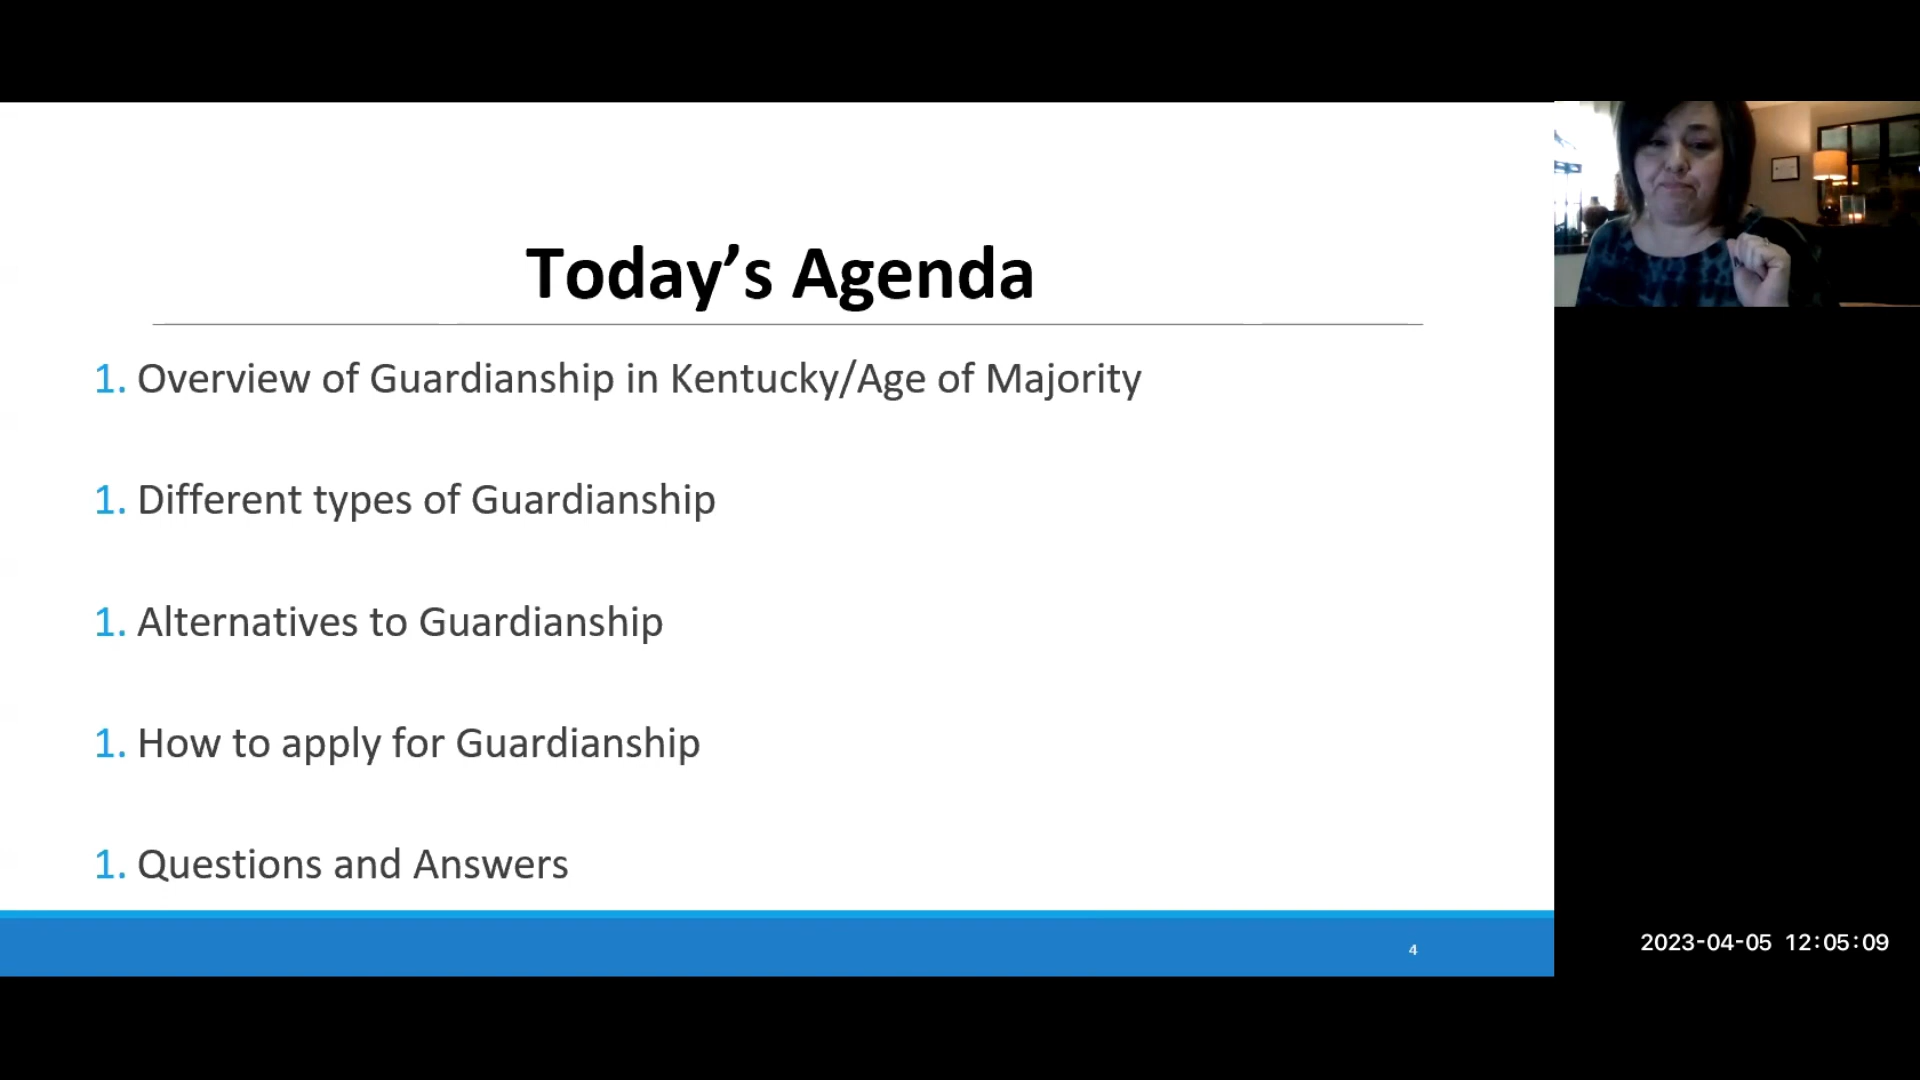 Today’s Agenda
1. Overview of Guardianship in Kentucky/Age of Majority
1. Different types of Guardianship
1. Alternatives to Guardianship
1. How to apply for Guardianship
1. Questions and Answers
4
2023-04-05 12:05:09